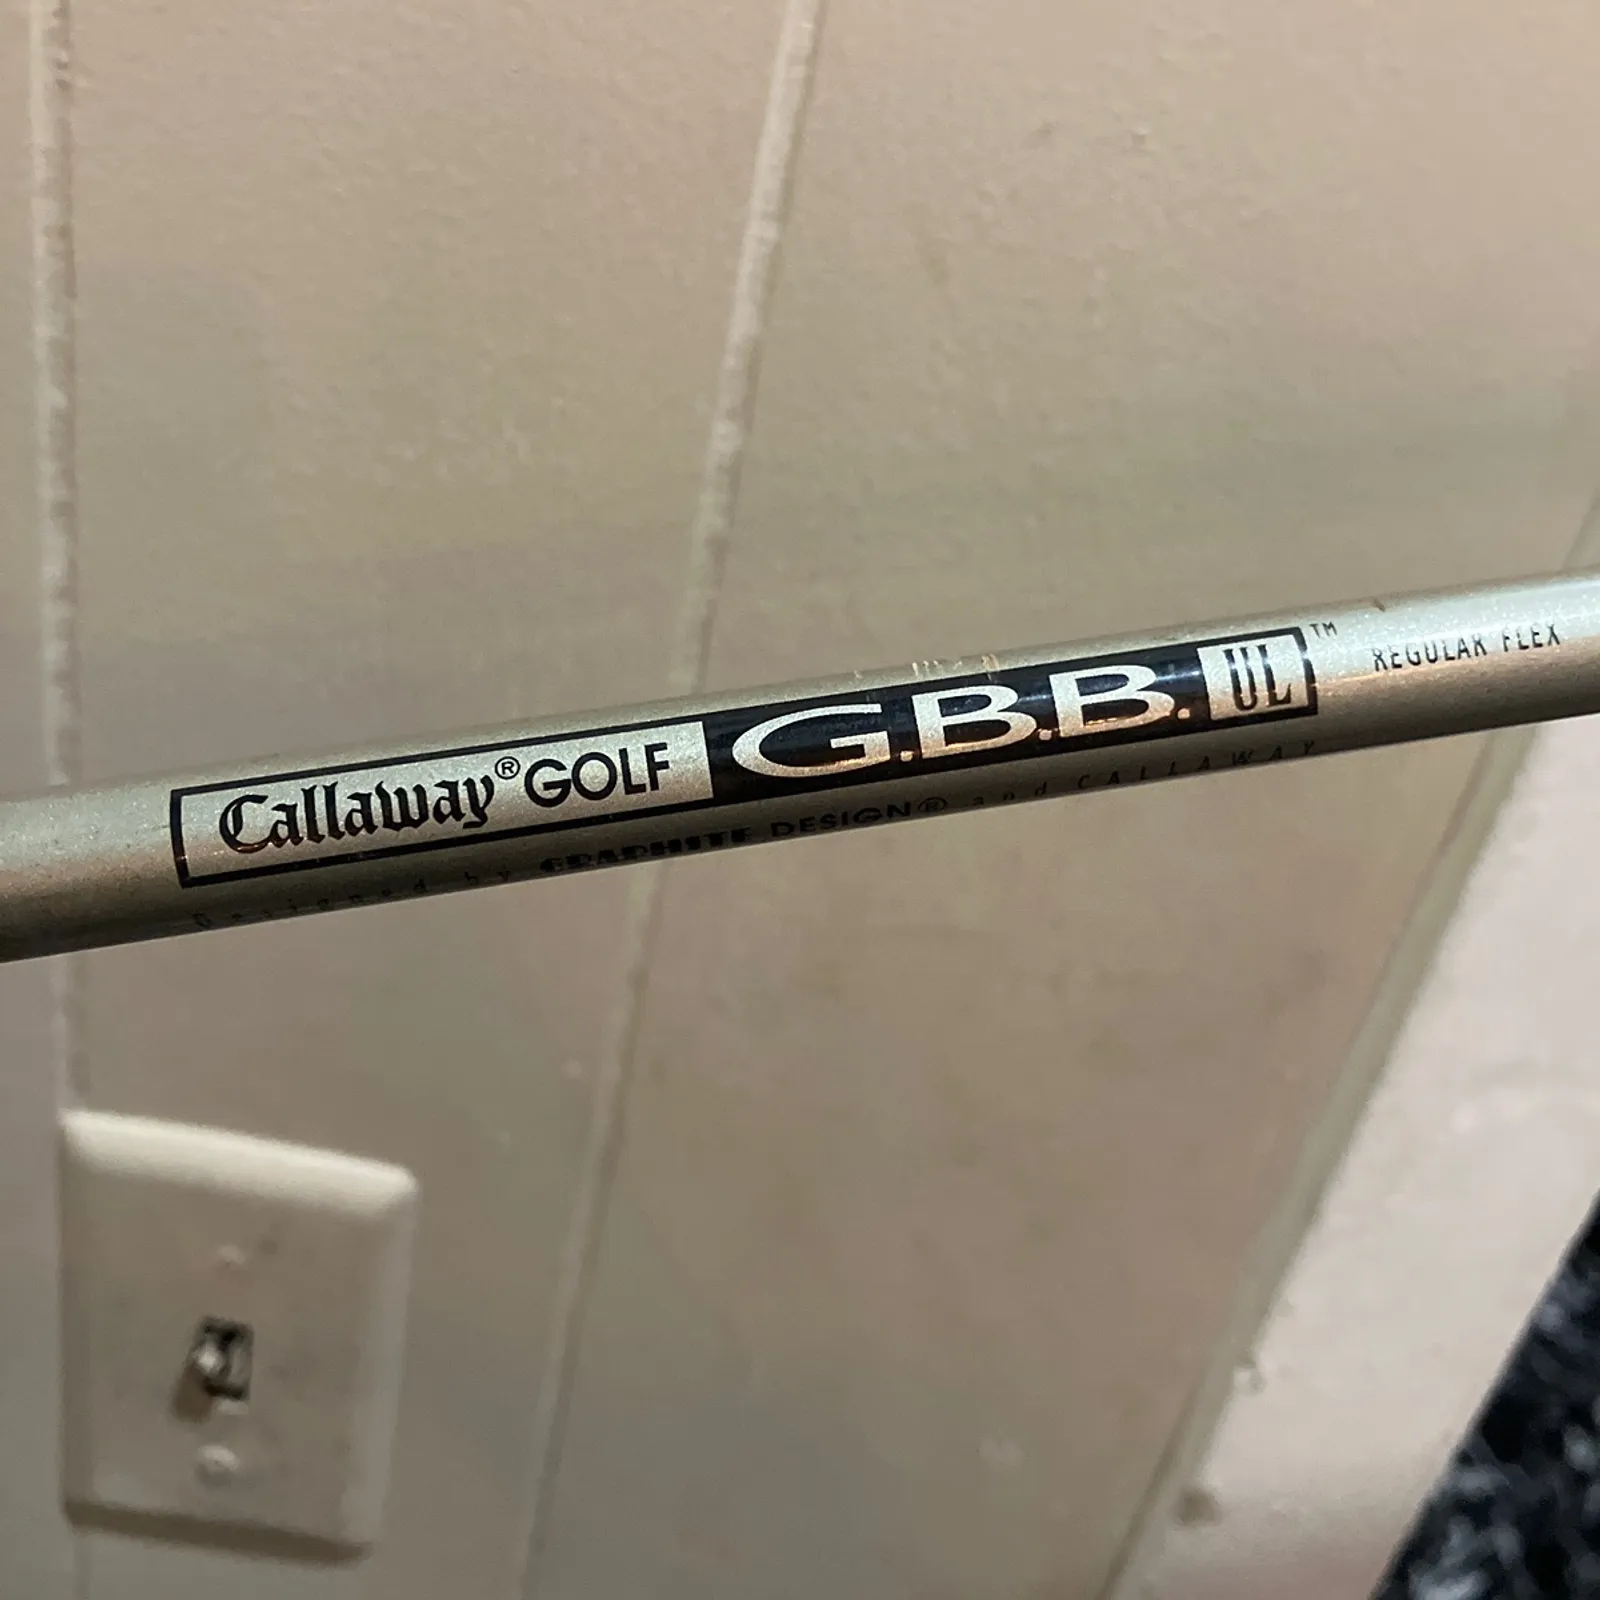 Callaway® GOLF G.B.B. UL™ REGULAR FLEX
Designed by GRAPHITE DESIGN® and CALLAWAY